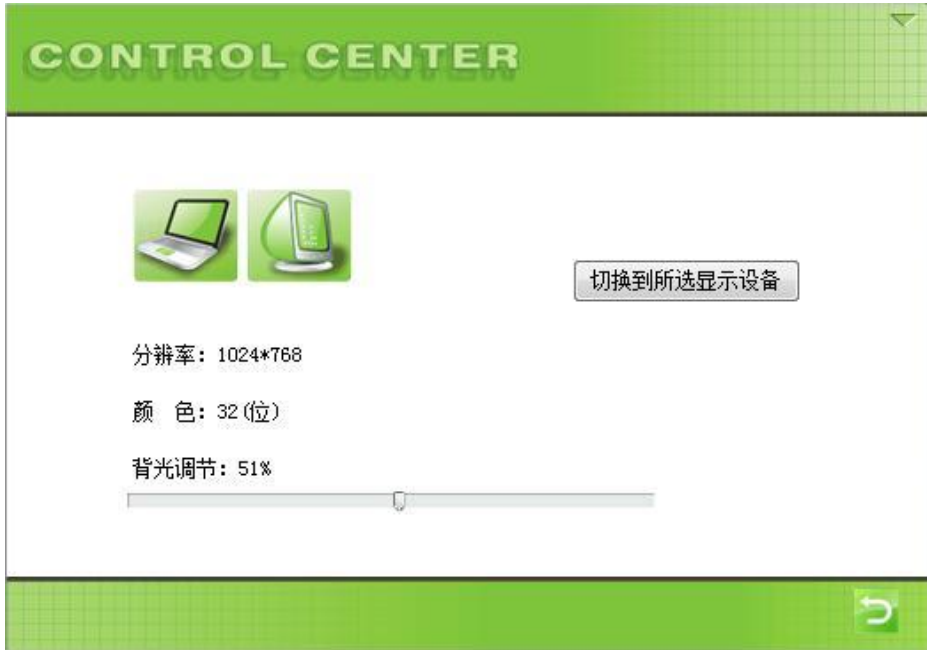 CONTROL CENTER
切换到所选显示设备
分辨率：1024*768
颜 色：32(位)
背光调节：51%